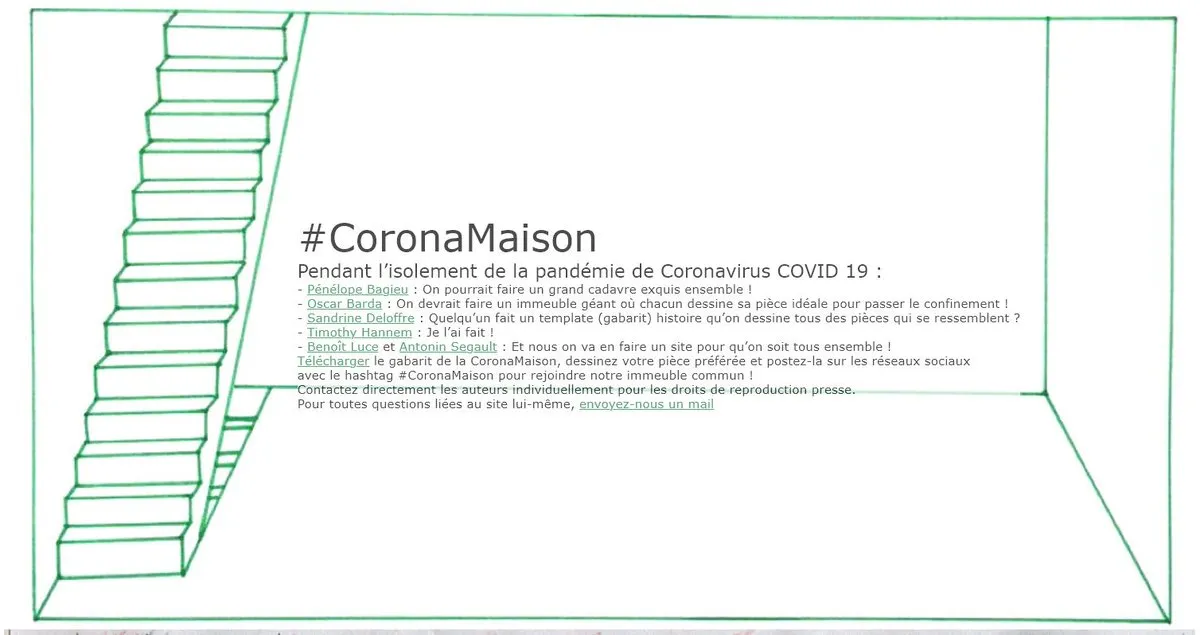 #CoronaMaison
Pendant l’isolement de la pandémie de Coronavirus COVID 19 :
- Pénélope Bagieu : On pourrait faire un grand cadavre exquis ensemble !
- Oscar Barda : On devrait faire un immeuble géant où chacun dessine sa pièce idéale pour passer le confinement !
- Sandrine Deloffre : Quelqu’un fait un template (gabarit) histoire qu’on dessine tous des pièces qui se ressemblent ?
- Timothy Hannem : Je l’ai fait !
- Benoît Luce et Antonin Segault : Et nous on va en faire un site pour qu’on soit tous ensemble !
Télécharger le gabarit de la CoronaMaison, dessinez votre pièce préférée et postez-la sur les réseaux sociaux
avec le hashtag #CoronaMaison pour rejoindre notre immeuble commun !
Contactez directement les auteurs individuellement pour les droits de reproduction presse.
Pour toutes questions liées au site lui-même, envoyez-nous un mail